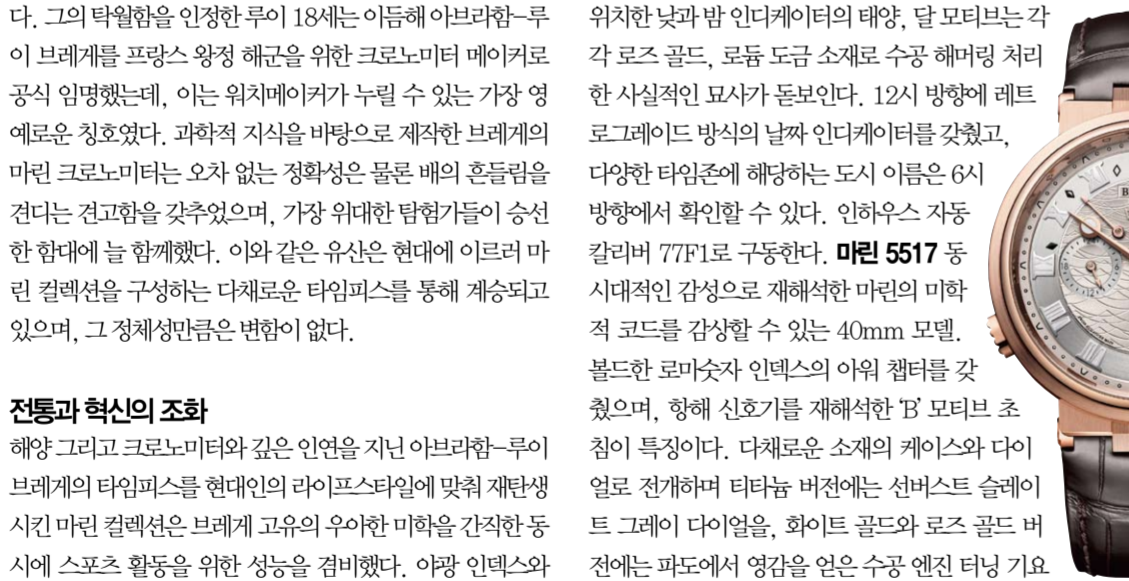 다. 그의 탁월함을 인정한 루이 18세는 이듬해 아브라함-루
이 브레게를 프랑스 왕정 해군을 위한 크로노미터 메이커로
공식 임명했는데, 이는 워치메이커가 누릴 수 있는 가장 영
예로운 칭호였다. 과학적 지식을 바탕으로 제작한 브레게의
마린 크로노미터는 오차 없는 정확성은 물론 배의 흔들림을
견디는 견고함을 갖추었으며, 가장 위대한 탐험가들이 승선
한 함대에 늘 함께했다. 이와 같은 유산은 현대에 이르러 마
린 컬렉션을 구성하는 다채로운 타임피스를 통해 계승되고
있으며, 그 정체성만큼은 변함이 없다.
전통과 혁신의 조화
해양 그리고 크로노미터와 깊은 인연을 지닌 아브라함-루이
브레게의 타임피스를 현대인의 라이프스타일에 맞춰 재탄생
시킨 마린 컬렉션은 브레게 고유의 우아한 미학을 간직한 동
시에 스포츠 활동을 위한 성능을 겸비했다. 야광 인덱스와
위치한 낮과 밤 인디케이터의 태양, 달 모티브는 각
각 로즈 골드, 로듐 도금 소재로 수공 해머링 처리
한 사실적인 묘사가 돋보인다. 12시 방향에 레트
로그레이드 방식의 날짜 인디케이터를 갖췄고,
다양한 타임존에 해당하는 도시 이름은 6시
방향에서 확인할 수 있다. 인하우스 자동
칼리버 77F1로 구동한다. 마린 5517 동
시대적인 감성으로 재해석한 마린의 미학
적 코드를 감상할 수 있는 40mm 모델.
볼드한 로마숫자 인덱스의 아워 챕터를 갖
췄으며, 항해 신호기를 재해석한 ‘B’ 모티브 초
침이 특징이다. 다채로운 소재의 케이스와 다이
얼로 전개하며 티타늄 버전에는 선버스트 슬레이
트 그레이 다이얼을, 화이트 골드와 로즈 골드 버
전에는 파도에서 영감을 얻은 수공 엔진 터닝 기요